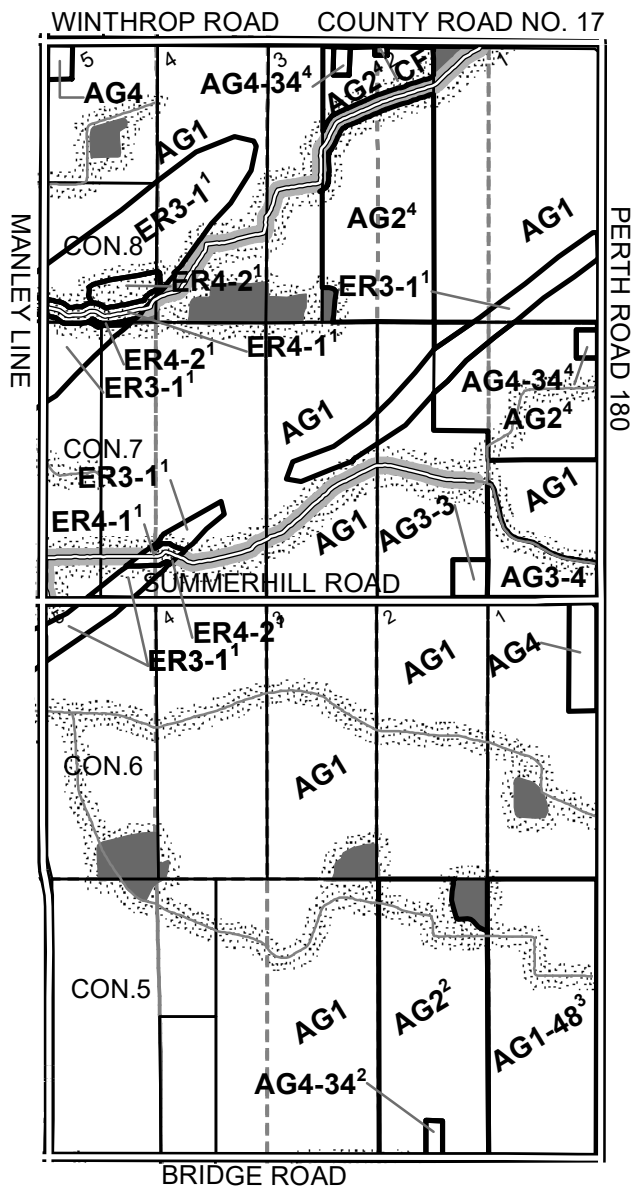 WINTHROP ROAD COUNTY ROAD NO. 17
5 4 3 2 1
AG4
AG4-34⁴
AG2⁴
CF
AG1
ER3-1¹
AG2⁴
AG1
CON.8
ER4-2¹
ER3-1¹
MANLEY LINE
PERTH 180
ER4-1¹
ER4-2¹
ER3-1¹
AG4-34⁴
AG2⁴
AG1
CON.7
ER3-1¹
ER4-1¹
AG1
AG3-3
AG1
SUMMERHILL ROAD
AG3-4
5 4 3 2 1
ER4-2¹
ER3-1¹
AG1
AG4
CON.6
AG1
CON.5
AG1
AG2²
AG1-48³
AG4-34²
BRIDGE ROAD